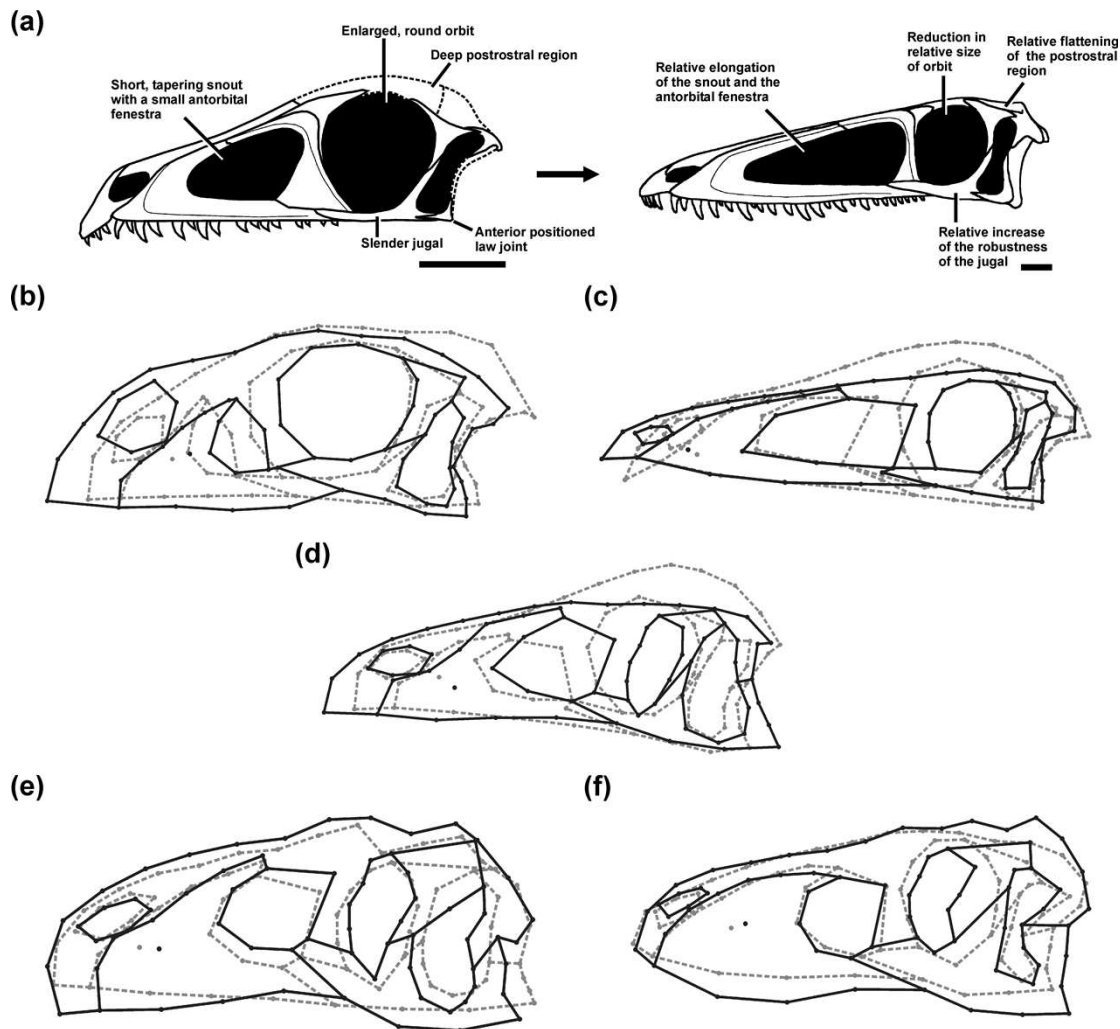 (a)
Enlarged, round orbit
Deep postrostral region
Short, tapering snout
with a small antorbital
fenestra
Slender jugal
Anterior positioned
law joint
Relative elongation
of the snout and the
antorbital fenestra
Reduction in
relative size
of orbit
Relative flattening
of the postrostral
region
Relative increase
of the robustness
of the jugal
(b)
(c)
(d)
(e)
(f)